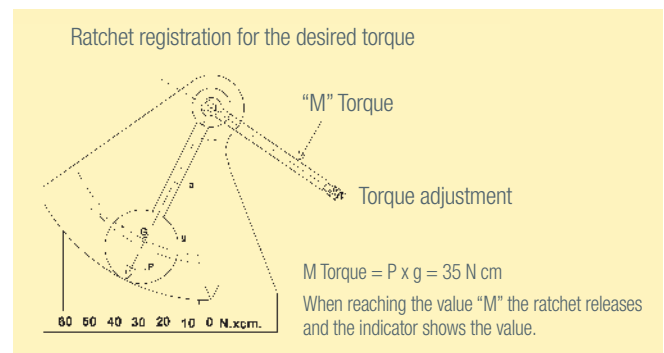 Ratchet registration for the desired torque
“M” Torque
Torque adjustment
a
G
g
P
M Torque = P x g = 35 N cm
When reaching the value “M” the ratchet releases
and the indicator shows the value.
60 50 40 30 20 10 0 N.xcm.